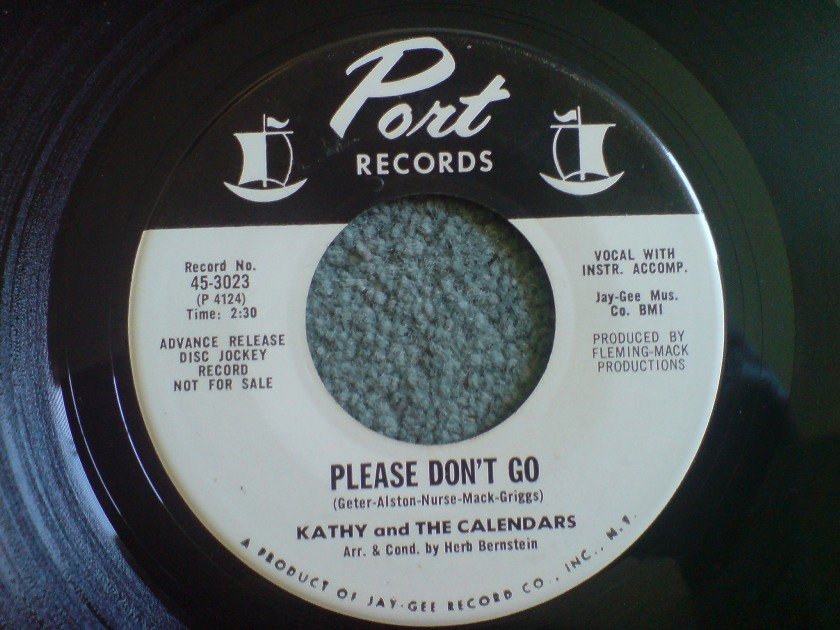 Port
RECORDS
Record No.
45-3023
(P 4124)
Time: 2:30
ADVANCE RELEASE
DISC JOCKEY
RECORD
NOT FOR SALE
VOCAL WITH
INSTR. ACCOMP.
Jay-Gee Mus.
Co. BMI
PRODUCED BY
FLEMING-MACK
PRODUCTIONS
PLEASE DON'T GO
(Geter-Alston-Nurse-Mack-Griggs)
KATHY and THE CALENDARS
Arr. & Cond. by Herb Bernstein
A PRODUCT OF JAY-GEE RECORD CO., INC., N.Y.